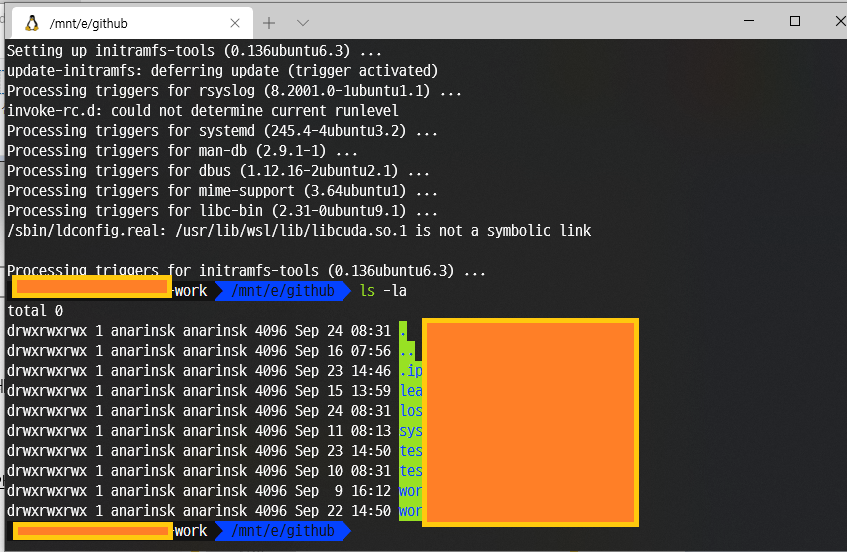 /mnt/e/github
Setting up initramfs-tools (0.136ubuntu6.3) ...
update-initramfs: deferring update (trigger activated)
Processing triggers for rsyslog (8.2001.0-1ubuntu1.1) ...
invoke-rc.d: could not determine current runlevel
Processing triggers for systemd (245.4-4ubuntu3.2) ...
Processing triggers for man-db (2.9.1-1) ...
Processing triggers for dbus (1.12.16-2ubuntu2.1) ...
Processing triggers for mime-support (3.64ubuntu1) ...
Processing triggers for libc-bin (2.31-0ubuntu9.1) ...
/sbin/ldconfig.real: /usr/lib/wsl/lib/libcuda.so.1 is not a symbolic link
Processing triggers for initramfs-tools (0.136ubuntu6.3) ...
-work /mnt/e/github ls -la
total 0
drwxrwxrwx 1 anarinsk anarinsk 4096 Sep 24 08:31 .
drwxrwxrwx 1 anarinsk anarinsk 4096 Sep 16 07:56 ..
drwxrwxrwx 1 anarinsk anarinsk 4096 Sep 23 14:46 .ip
drwxrwxrwx 1 anarinsk anarinsk 4096 Sep 15 13:59 lea
drwxrwxrwx 1 anarinsk anarinsk 4096 Sep 24 08:31 los
drwxrwxrwx 1 anarinsk anarinsk 4096 Sep 11 08:13 sys
drwxrwxrwx 1 anarinsk anarinsk 4096 Sep 23 14:50 tes
drwxrwxrwx 1 anarinsk anarinsk 4096 Sep 10 08:31 tes
drwxrwxrwx 1 anarinsk anarinsk 4096 Sep 9 16:12 wor
drwxrwxrwx 1 anarinsk anarinsk 4096 Sep 22 14:50 wor
-work /mnt/e/github